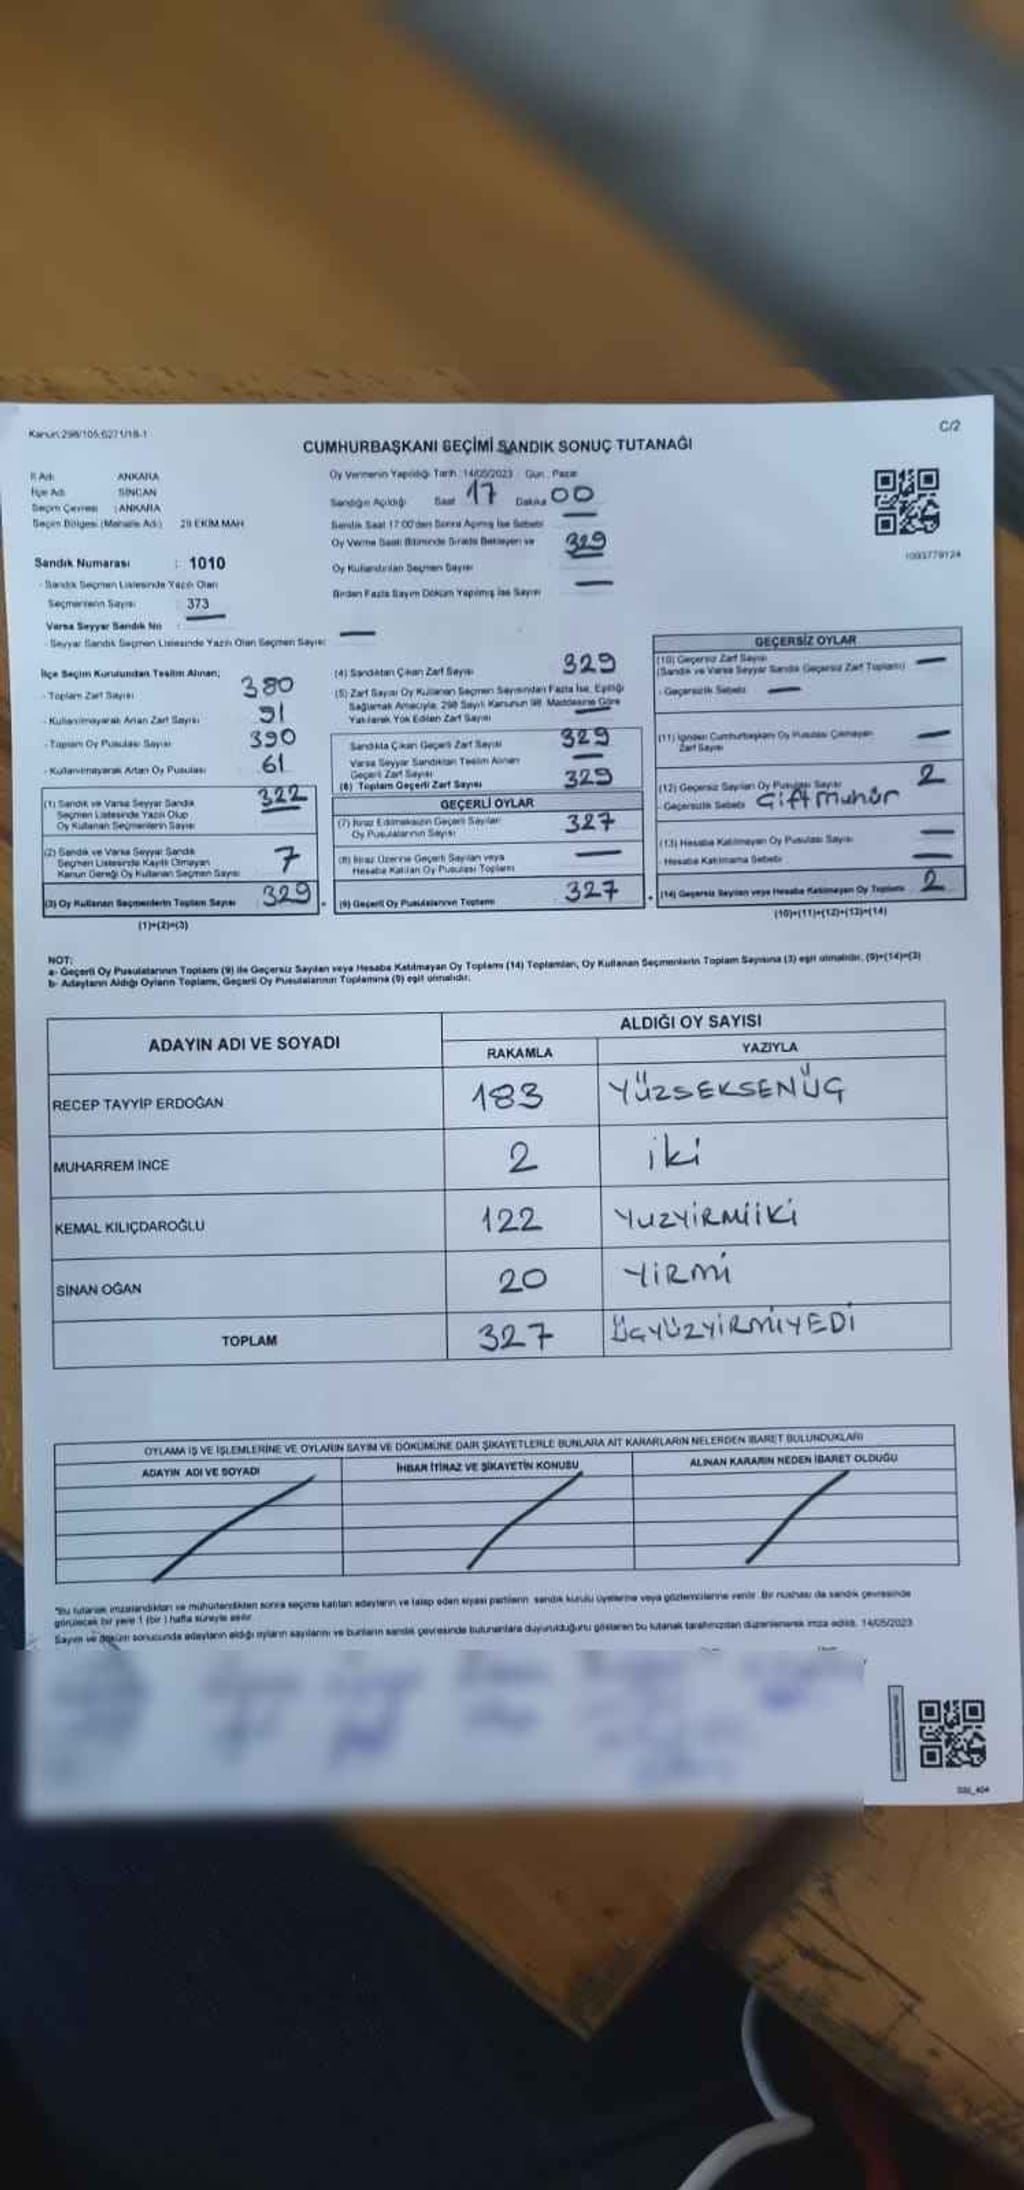 Kanun:298/105,6271/18-1
C/2
CUMHURBAŞKANI SEÇİMİ SANDIK SONUÇ TUTANAĞI
İl Adı ANKARA
İlçe Adı SİNCAN
Seçim Çevresi : ANKARA
Seçim Bölgesi (Mahalle Adı) 29 EKİM MAH
Sandık Numarası : 1010
- Sandık Seçmen Listesinde Yazılı Olan
Seçmenlerin Sayısı 373
Varsa Seyyar Sandık No
- Seyyar Sandık Seçmen Listesinde Yazılı Olan Seçmen Sayısı
Oy Vermenin Yapıldığı Tarih : 14/05/2023 Gün : Pazar
Sandığın Açıldığı Saat 17 Dakika 00
Sandık Saat 17:00'dan Sonra Açılmış İse Sebebi
Oy Verme Saati Bitiminde Sırada Bekleyen ve 329
Oy Kullandırılan Seçmen Sayısı
Birden Fazla Sayım Döküm Yapılmış İse Sayısı
1093779124
İlçe Seçim Kurulundan Teslim Alınan;
- Toplam Zarf Sayısı 380
- Kullanılmayarak Artan Zarf Sayısı 91
- Toplam Oy Pusulası Sayısı 390
- Kullanılmayarak Artan Oy Pusulası 61
(1) Sandık ve Varsa Seyyar Sandık 322
Seçmen Listesinde Yazılı Olup
Oy Kullanan Seçmenlerin Sayısı
(2) Sandık ve Varsa Seyyar Sandık
Seçmen Listesinde Kayıtlı Olmayan 7
Kanun Gereği Oy Kullanan Seçmen Sayısı
(3) Oy Kullanan Seçmenlerin Toplam Sayısı 329
(1)+(2)=(3)
(4) Sandıktan Çıkan Zarf Sayısı 329
(5) Zarf Sayısı Oy Kullanan Seçmen Sayısından Fazla İse, Eşitliği
Sağlamak Amacıyla, 298 Sayılı Kanunun 98. Maddesine Göre
Yakılarak Yok Edilen Zarf Sayısı
Sandıkta Çıkan Geçerli Zarf Sayısı 329
Varsa Seyyar Sandıktan Teslim Alınan
Geçerli Zarf Sayısı
(6) Toplam Geçerli Zarf Sayısı 329
GEÇERLİ OYLAR
(7) İtiraz Edilmeksizin Geçerli Sayılan 327
Oy Pusulalarının Sayısı
(8) İtiraz Üzerine Geçerli Sayılan veya
Hesaba Katılan Oy Pusulası Toplamı
(9) Geçerli Oy Pusulalarının Toplamı 327
GEÇERSİZ OYLAR
(10) Geçersiz Zarf Sayısı
(Sandık ve Varsa Seyyar Sandık Geçersiz Zarf Toplamı)
- Geçersizlik Sebebi
(11) İçinden Cumhurbaşkanı Oy Pusulası Çıkmayan
Zarf Sayısı
(12) Geçersiz Sayılan Oy Pusulası Sayısı 2
- Geçersizlik Sebebi Çift Mühür
(13) Hesaba Katılmayan Oy Pusulası Sayısı
- Hesaba Katılmama Sebebi
(14) Geçersiz Sayılan veya Hesaba Katılmayan Oy Toplamı 2
(10)+(11)+(12)+(13)=(14)
NOT:
a- Geçerli Oy Pusulalarının Toplamı (9) ile Geçersiz Sayılan veya Hesaba Katılmayan Oy Toplamı (14) Toplamları, Oy Kullanan Seçmenlerin Toplam Sayısına (3) eşit olmalıdır. (9)+(14)=(3)
b- Adayların Aldığı Oyların Toplamı, Geçerli Oy Pusulalarının Toplamına (9) eşit olmalıdır.
ADAYIN ADI VE SOYADI ALDIĞI OY SAYISI
RAKAMLA YAZIYLA
RECEP TAYYİP ERDOĞAN 183 YÜZSEKSENÜÇ
MUHARREM İNCE 2 iki
KEMAL KILIÇDAROĞLU 122 YUZYİRMİİKİ
SİNAN OĞAN 20 YİRMİ
TOPLAM 327 ÜÇYÜZYİRMİYEDİ
OYLAMA İŞ VE İŞLEMLERİNE VE OYLARIN SAYIM VE DÖKÜMÜNE DAİR ŞİKAYETLERLE BUNLARA AİT KARARLARIN NELERDEN İBARET BULUNDUKLARI
ADAYIN ADI VE SOYADI İHBAR İTİRAZ VE ŞİKAYETİN KONUSU ALINAN KARARIN NEDEN İBARET OLDUĞU
*Bu tutanak imzalandıktan ve mühürlendikten sonra seçime katılan adayların ve talep eden siyasi partilerin sandık kurulu üyelerine veya gözlemcilerine verilir. Bir nüshası da sandık çevresinde
görülecek bir yere 1 (bir) hafta süreyle asılır.
Sayım ve döküm sonucunda adayların aldığı oyların sayılarını ve bunların sandık çevresinde bulunanlara duyurulduğunu gösteren bu tutanak tarafımızdan düzenlenerek imza edildi. 14/05/2023